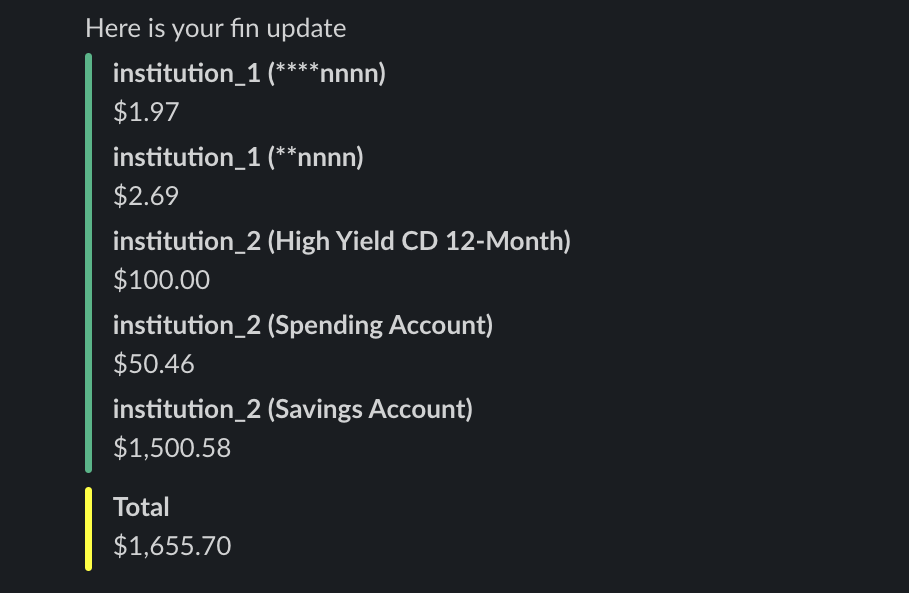 Here is your fin update
institution_1 (****nnnn)
$1.97
institution_1 (**nnnn)
$2.69
institution_2 (High Yield CD 12-Month)
$100.00
institution_2 (Spending Account)
$50.46
institution_2 (Savings Account)
$1,500.58
Total
$1,655.70